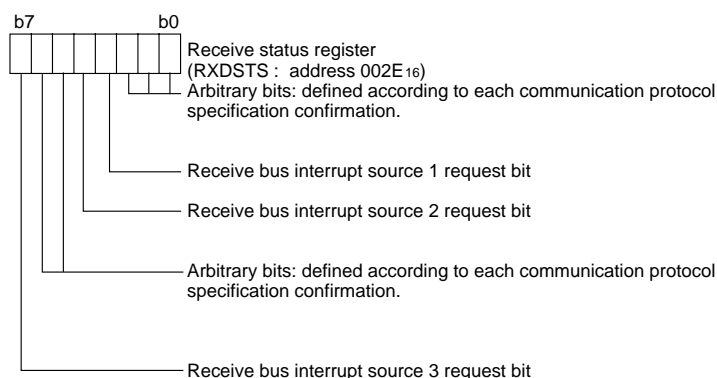 b7 b0
Receive status register
(RXDSTS : address 002E16)
Arbitrary bits: defined according to each communication protocol
specification confirmation.
Receive bus interrupt source 1 request bit
Receive bus interrupt source 2 request bit
Arbitrary bits: defined according to each communication protocol
specification confirmation.
Receive bus interrupt source 3 request bit